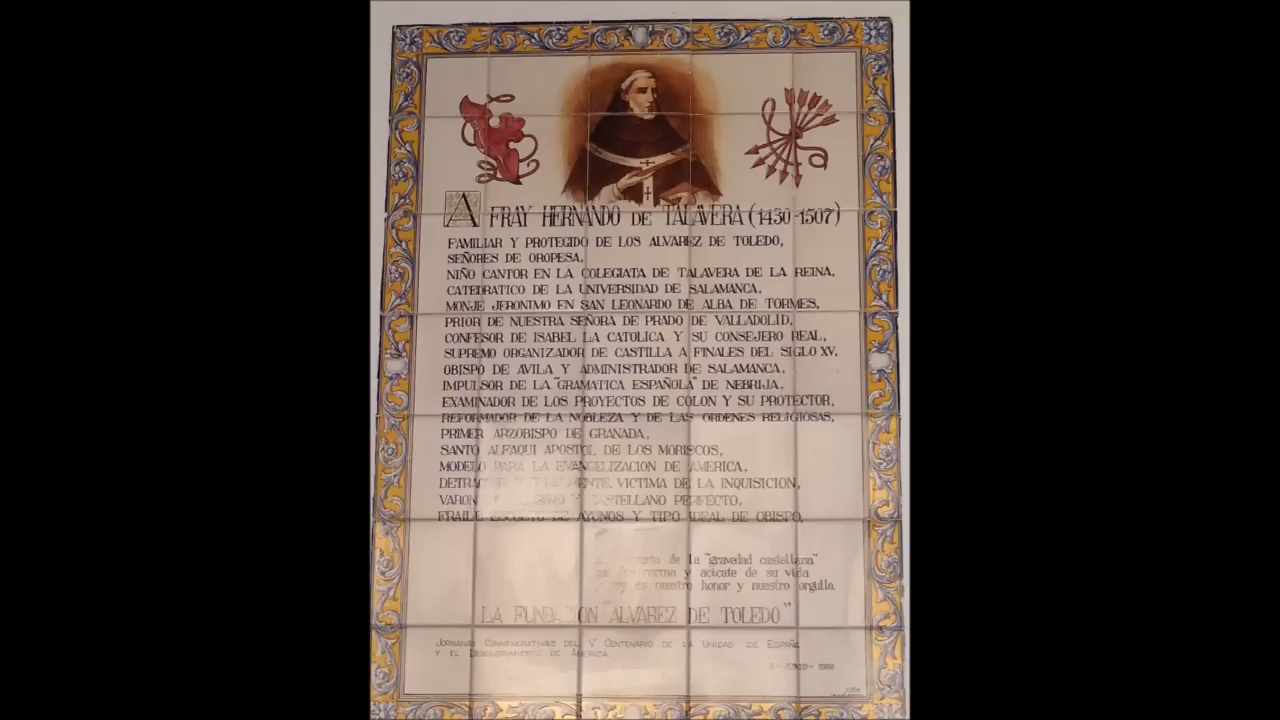 A FRAY HERNANDO DE TALAVERA (1430-1507)
FAMILIAR Y PROTEGIDO DE LOS ALVAREZ DE TOLEDO,
SEÑORES DE OROPESA,
NIÑO CANTOR EN LA COLEGIATA DE TALAVERA DE LA REINA,
CATEDRATICO DE LA UNIVERSIDAD DE SALAMANCA,
MONJE JERONIMO EN SAN LEONARDO DE ALBA DE TORMES,
PRIOR DE NUESTRA SEÑORA DE PRADO DE VALLADOLID,
CONFESOR DE ISABEL LA CATOLICA Y SU CONSEJERO REAL,
SUPREMO ORGANIZADOR DE CASTILLA A FINALES DEL SIGLO XV,
OBISPO DE AVILA Y ADMINISTRADOR DE SALAMANCA,
IMPULSOR DE LA "GRAMATICA ESPAÑOLA" DE NEBRIJA,
EXAMINADOR DE LOS PROYECTOS DE COLON Y SU PROTECTOR,
REFORMADOR DE LA NOBLEZA Y DE LAS ORDENES RELIGIOSAS,
PRIMER ARZOBISPO DE GRANADA,
SANTO ALFAQUI APOSTOL DE LOS MORISCOS,
MODELO PARA LA EVANGELIZACION DE AMERICA,
Y VICTIMA DE LA INQUISICION,
VARON Y CASTELLANO PERFECTO,
FRAILE DE AYUNOS Y TIPO IDEAL DE OBISPO,
de la "gravedad castellana"
norma y acicate de su vida
y hoy es nuestro honor y nuestro orgullo.
LA FUNDACION "ALVAREZ DE TOLEDO"
JORNADAS CONMEMORATIVAS DEL V CENTENARIO DE LA UNIDAD DE ESPAÑA
Y EL DESCUBRIMIENTO DE AMERICA